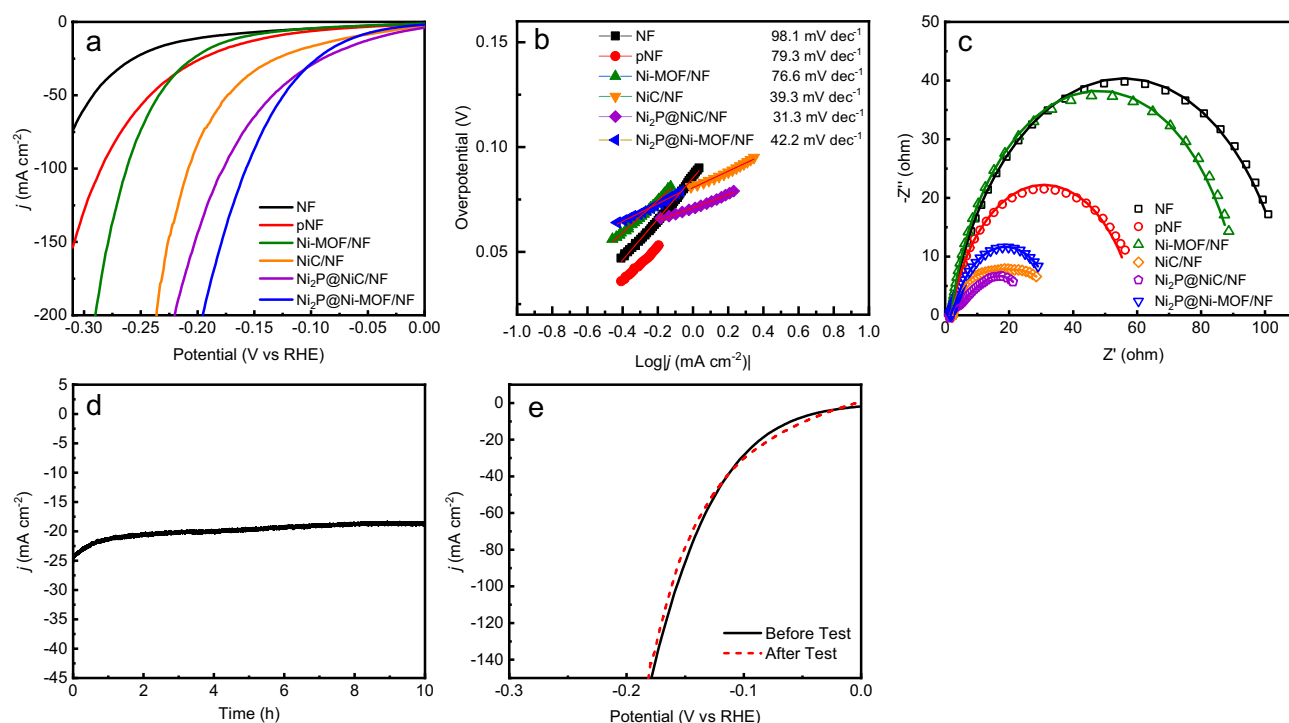 a
0
-50
-100
-150
-200
j (mA cm⁻²)
NF
pNF
Ni-MOF/NF
NiC/NF
Ni₂P@NiC/NF
Ni₂P@Ni-MOF/NF
-0.30 -0.25 -0.20 -0.15 -0.10 -0.05 0.00
Potential (V vs RHE)
b
0.15
0.10
0.05
Overpotential (V)
NF 98.1 mV dec⁻¹
pNF 79.3 mV dec⁻¹
Ni-MOF/NF 76.6 mV dec⁻¹
NiC/NF 39.3 mV dec⁻¹
Ni₂P@NiC/NF 31.3 mV dec⁻¹
Ni₂P@Ni-MOF/NF 42.2 mV dec⁻¹
-1.0 -0.8 -0.6 -0.4 -0.2 0.0 0.2 0.4 0.6 0.8 1.0
Log|j (mA cm⁻²)|
c
50
40
30
20
10
0
-Z'' (ohm)
NF
pNF
Ni-MOF/NF
NiC/NF
Ni₂P@NiC/NF
Ni₂P@Ni-MOF/NF
0 20 40 60 80 100
Z' (ohm)
d
5
0
-5
-10
-15
-20
-25
-30
-35
-40
-45
j (mA cm⁻²)
0 2 4 6 8 10
Time (h)
e
0
-20
-40
-60
-80
-100
-120
-140
j (mA cm⁻²)
Before Test
After Test
-0.3 -0.2 -0.1 0.0
Potential (V vs RHE)